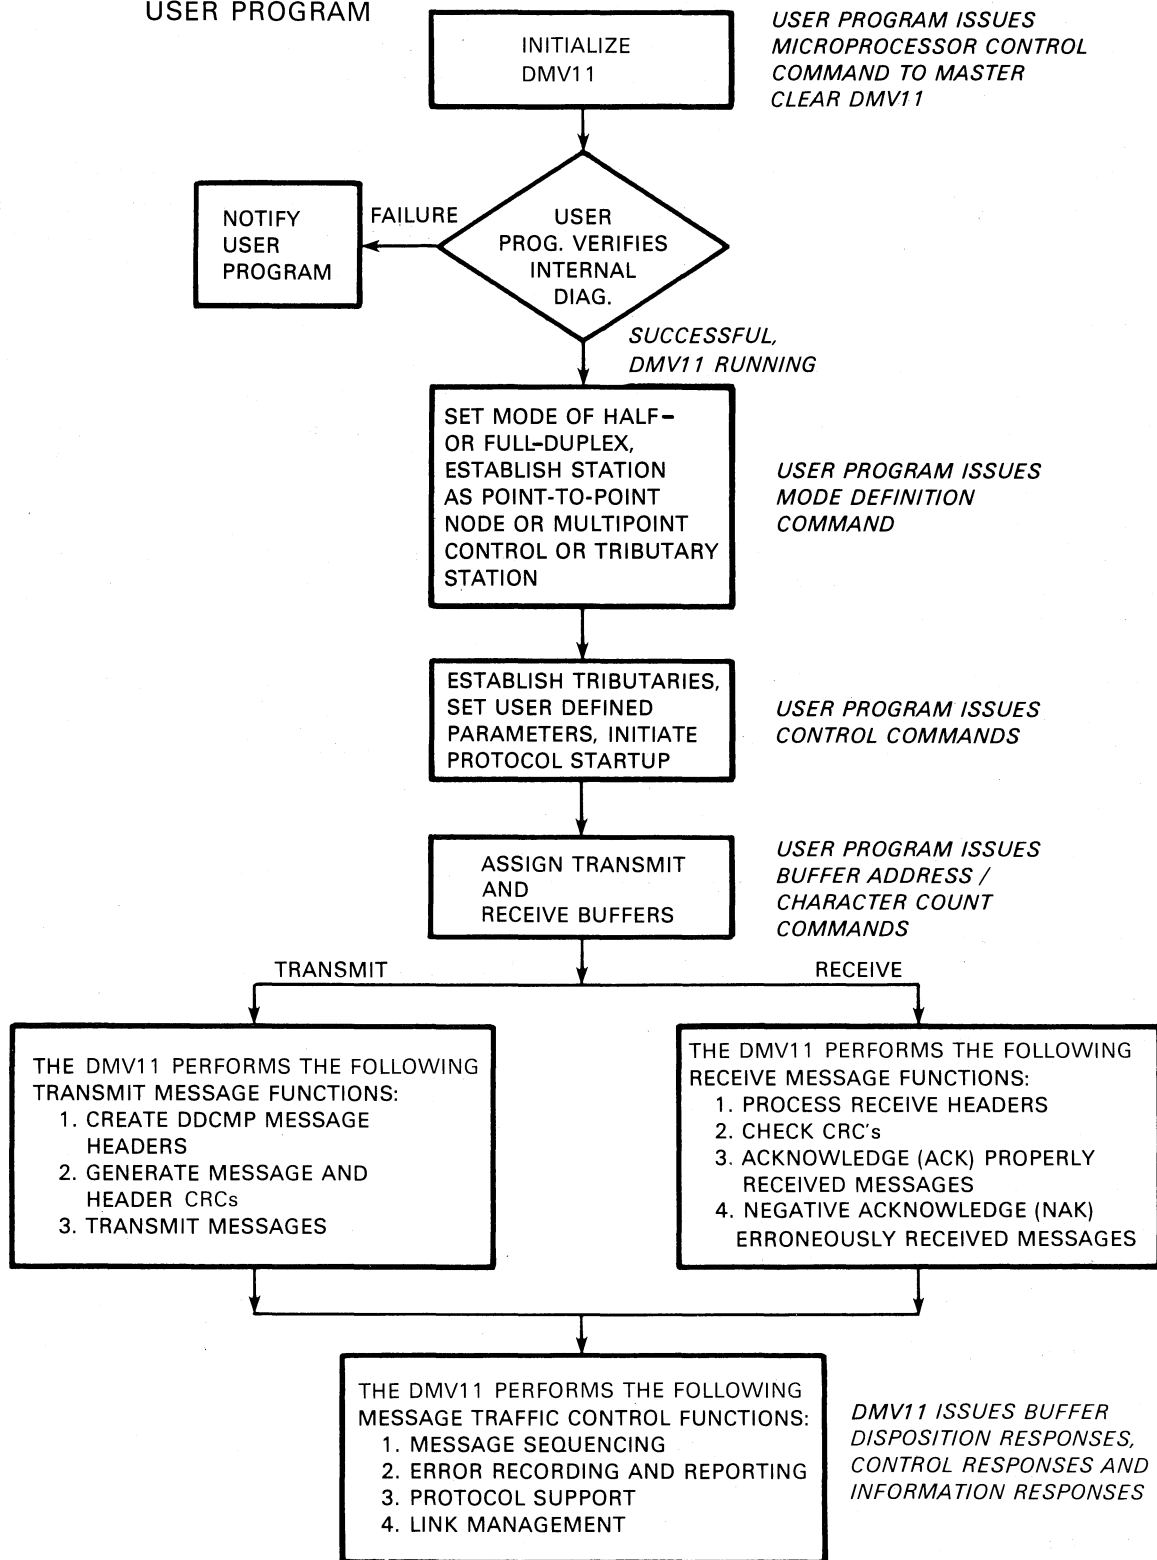 USER PROGRAM
INITIALIZE
DMV11
USER PROGRAM ISSUES
MICROPROCESSOR CONTROL
COMMAND TO MASTER
CLEAR DMV11
NOTIFY
USER
PROGRAM
FAILURE
USER
PROG. VERIFIES
INTERNAL
DIAG.
SUCCESSFUL,
DMV11 RUNNING
SET MODE OF HALF-
OR FULL-DUPLEX,
ESTABLISH STATION
AS POINT-TO-POINT
NODE OR MULTIPOINT
CONTROL OR TRIBUTARY
STATION
USER PROGRAM ISSUES
MODE DEFINITION
COMMAND
ESTABLISH TRIBUTARIES,
SET USER DEFINED
PARAMETERS, INITIATE
PROTOCOL STARTUP
USER PROGRAM ISSUES
CONTROL COMMANDS
ASSIGN TRANSMIT
AND
RECEIVE BUFFERS
USER PROGRAM ISSUES
BUFFER ADDRESS /
CHARACTER COUNT
COMMANDS
TRANSMIT
RECEIVE
THE DMV11 PERFORMS THE FOLLOWING
TRANSMIT MESSAGE FUNCTIONS:
1. CREATE DDCMP MESSAGE
HEADERS
2. GENERATE MESSAGE AND
HEADER CRCs
3. TRANSMIT MESSAGES
THE DMV11 PERFORMS THE FOLLOWING
RECEIVE MESSAGE FUNCTIONS:
1. PROCESS RECEIVE HEADERS
2. CHECK CRC's
3. ACKNOWLEDGE (ACK) PROPERLY
RECEIVED MESSAGES
4. NEGATIVE ACKNOWLEDGE (NAK)
ERRONEOUSLY RECEIVED MESSAGES
THE DMV11 PERFORMS THE FOLLOWING
MESSAGE TRAFFIC CONTROL FUNCTIONS:
1. MESSAGE SEQUENCING
2. ERROR RECORDING AND REPORTING
3. PROTOCOL SUPPORT
4. LINK MANAGEMENT
DMV11 ISSUES BUFFER
DISPOSITION RESPONSES,
CONTROL RESPONSES AND
INFORMATION RESPONSES